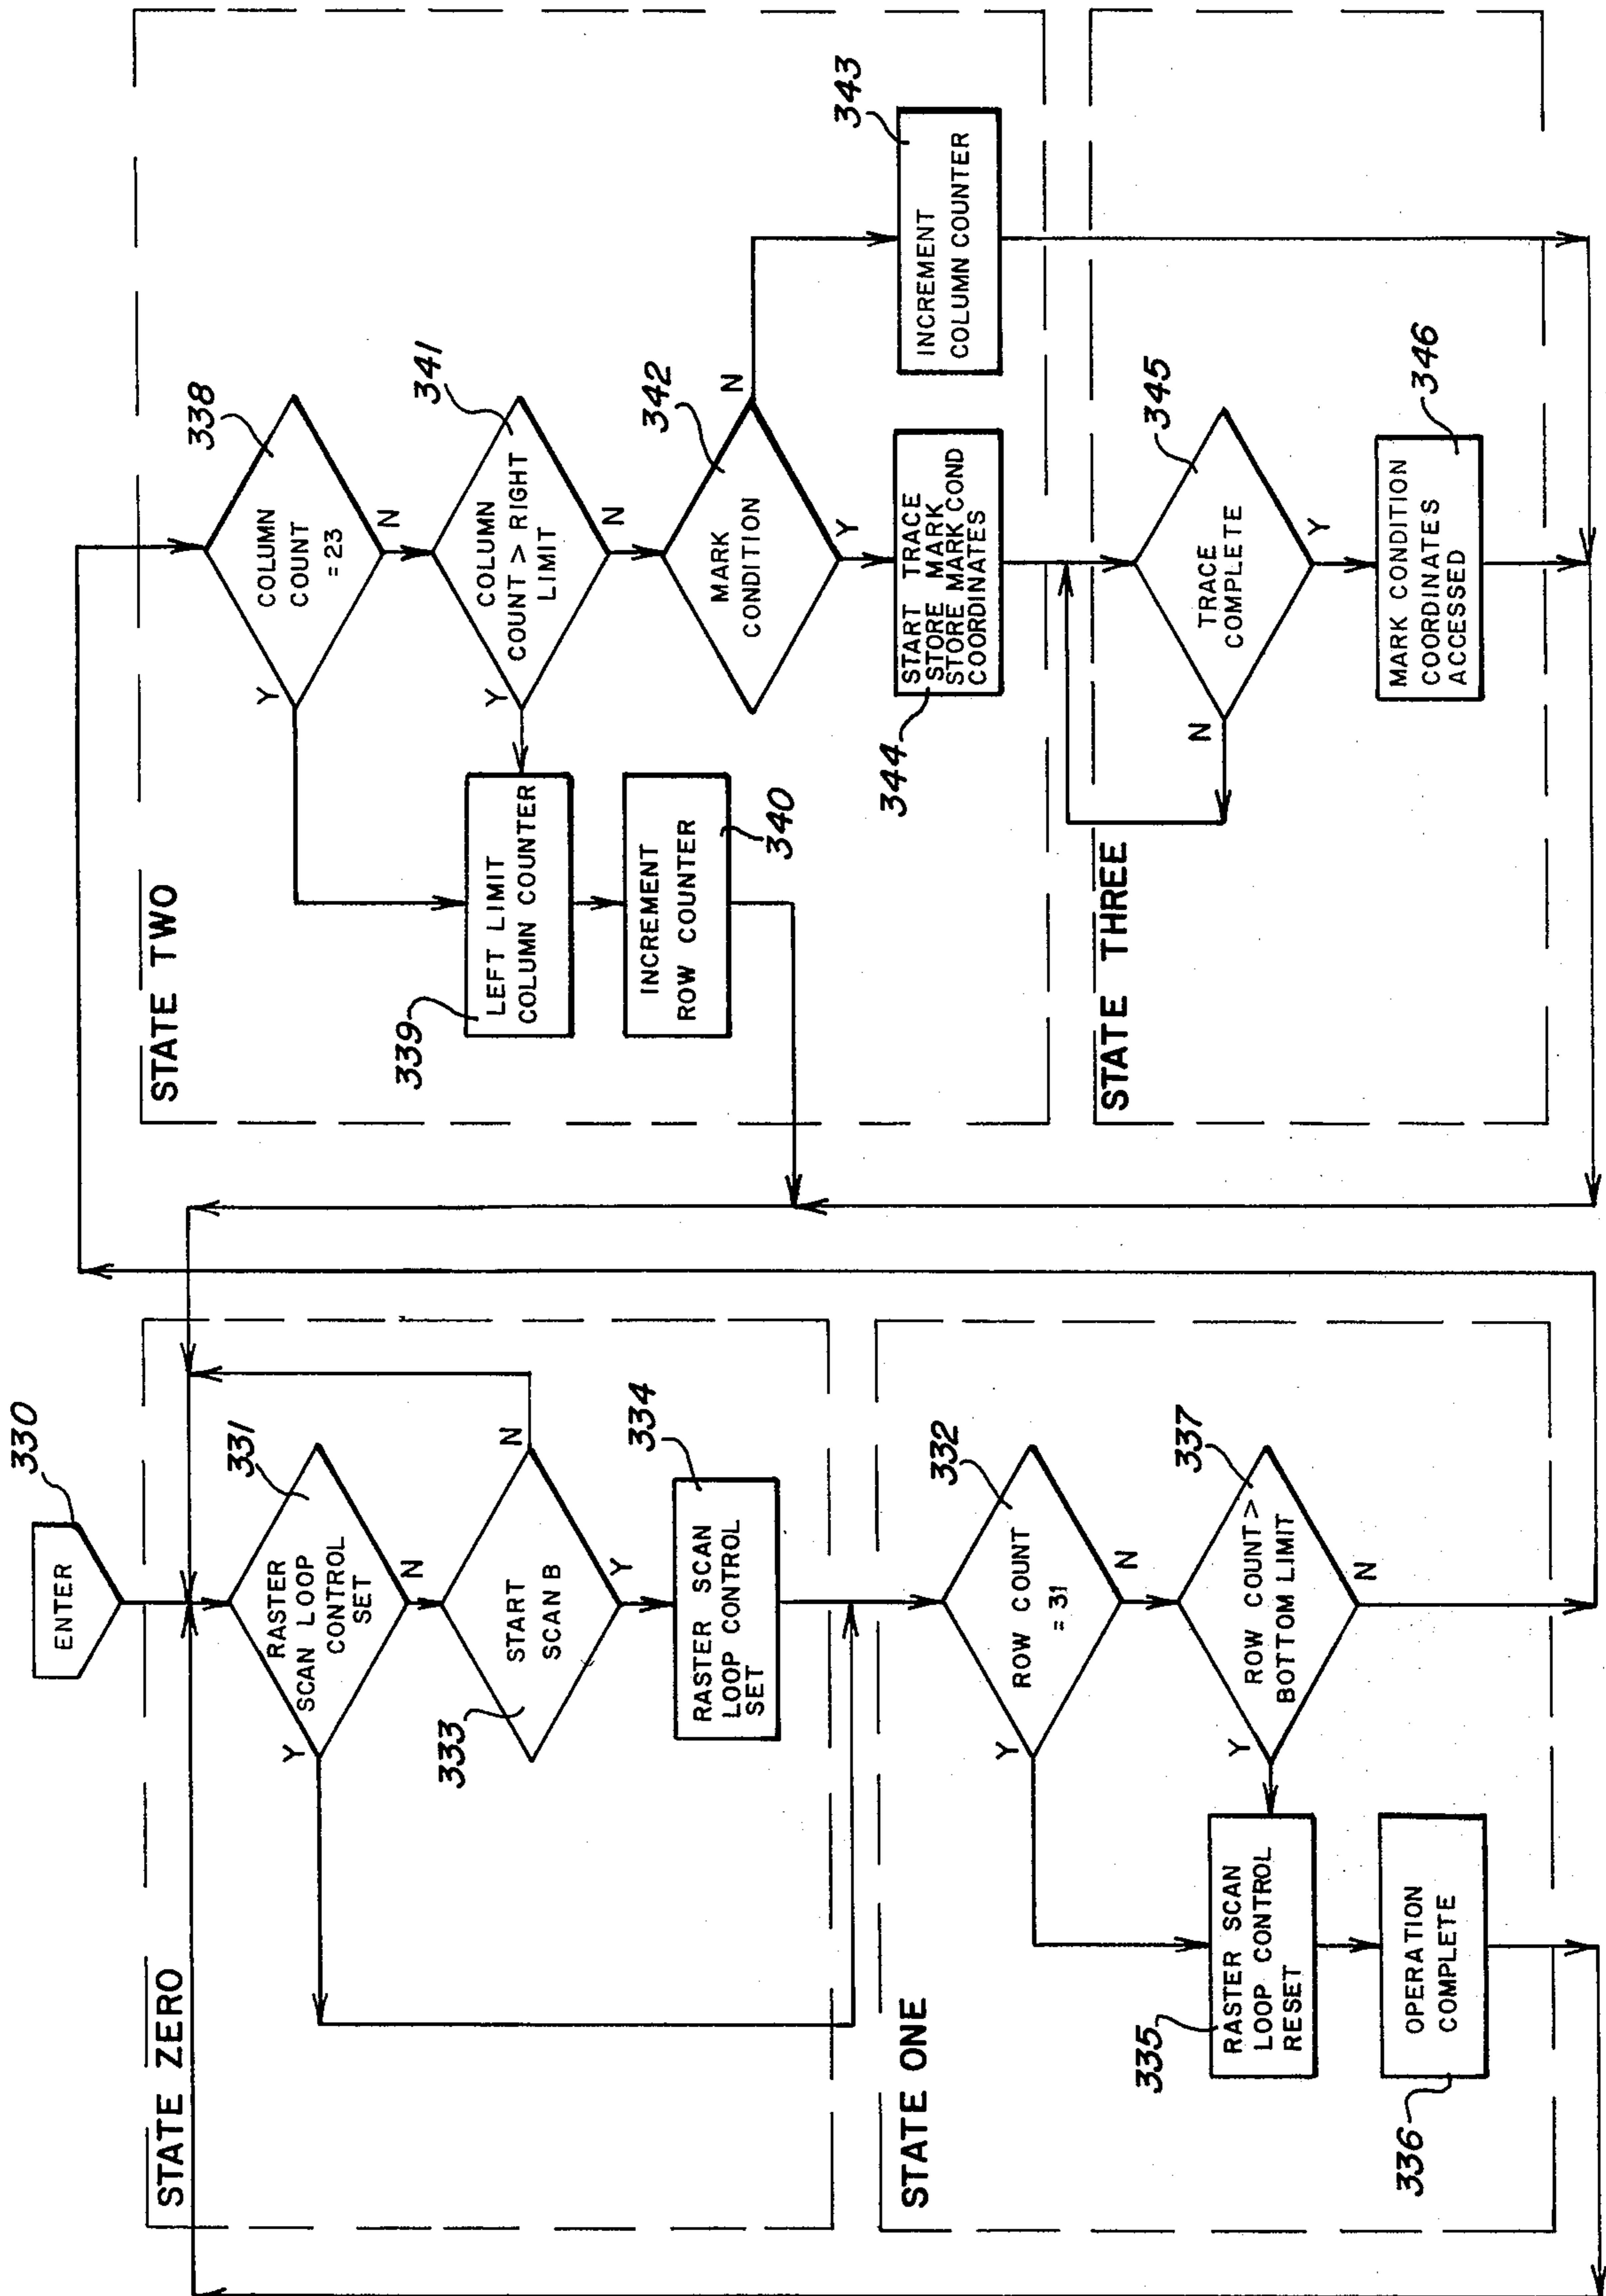 330
ENTER
STATE ZERO
331
RASTER
SCAN LOOP
CONTROL
SET
Y
N
333
START
SCAN B
N
Y
334
RASTER SCAN
LOOP CONTROL
SET
STATE ONE
332
ROW COUNT
= 31
Y
N
337
ROW COUNT >
BOTTOM LIMIT
Y
N
335
RASTER SCAN
LOOP CONTROL
RESET
336
OPERATION
COMPLETE
STATE TWO
338
COLUMN
COUNT
= 23
Y
N
341
COLUMN
COUNT > RIGHT
LIMIT
Y
N
339
LEFT LIMIT
COLUMN COUNTER
340
INCREMENT
ROW COUNTER
342
MARK
CONDITION
N
Y
343
INCREMENT
COLUMN COUNTER
344
START TRACE
STORE MARK
STORE MARK COND
COORDINATES
STATE THREE
345
TRACE
COMPLETE
N
Y
346
MARK CONDITION
COORDINATES
ACCESSED